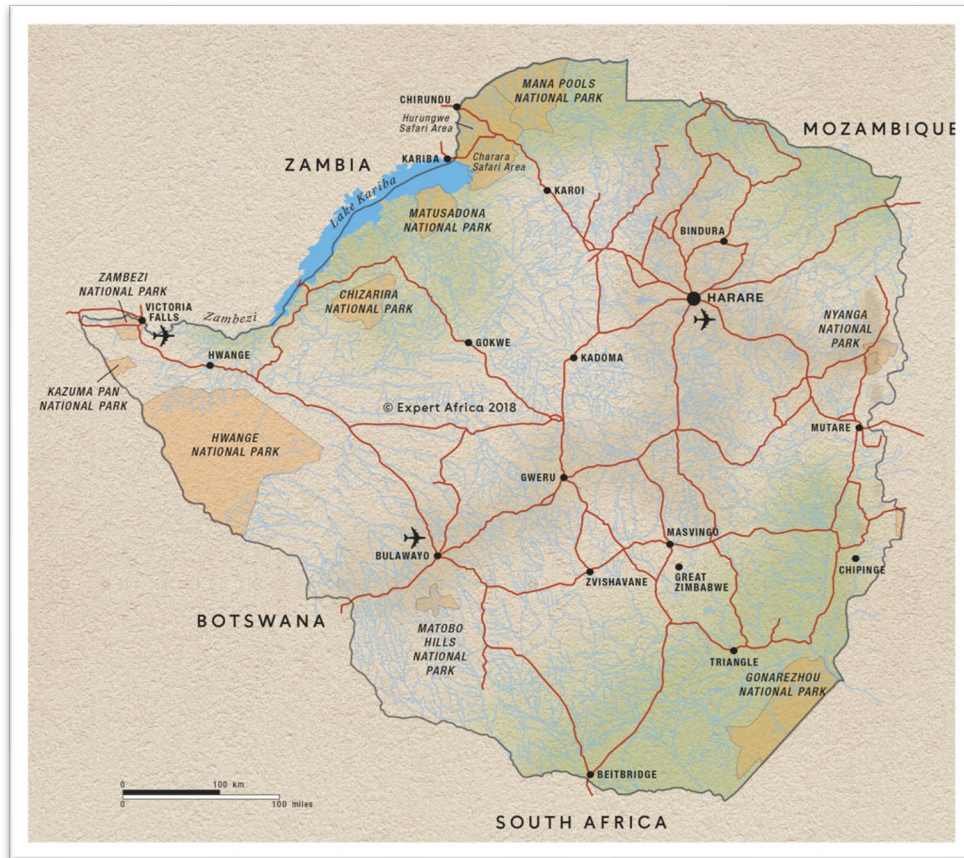 MANA POOLS
NATIONAL PARK
CHIRUNDU
Hurungwe
Safari Area
MOZAMBIQUE
ZAMBIA
KARIBA
Charara
Safari Area
Lake Kariba
KAROI
MATUSADONA
NATIONAL PARK
BINDURA
ZAMBEZI
NATIONAL PARK
VICTORIA
FALLS
Zambezi
CHIZARIRA
NATIONAL PARK
HARARE
NYANGA
NATIONAL
PARK
GOKWE
KADOMA
HWANGE
KAZUMA PAN
NATIONAL PARK
© Expert Africa 2018
MUTARE
HWANGE
NATIONAL PARK
GWERU
MASVINGO
BULAWAYO
CHIPINGE
ZVISHAVANE
GREAT
ZIMBABWE
BOTSWANA
MATOBO
HILLS
NATIONAL
PARK
TRIANGLE
GONAREZHOU
NATIONAL PARK
BEITBRIDGE
0 100 km
0 100 miles
SOUTH AFRICA